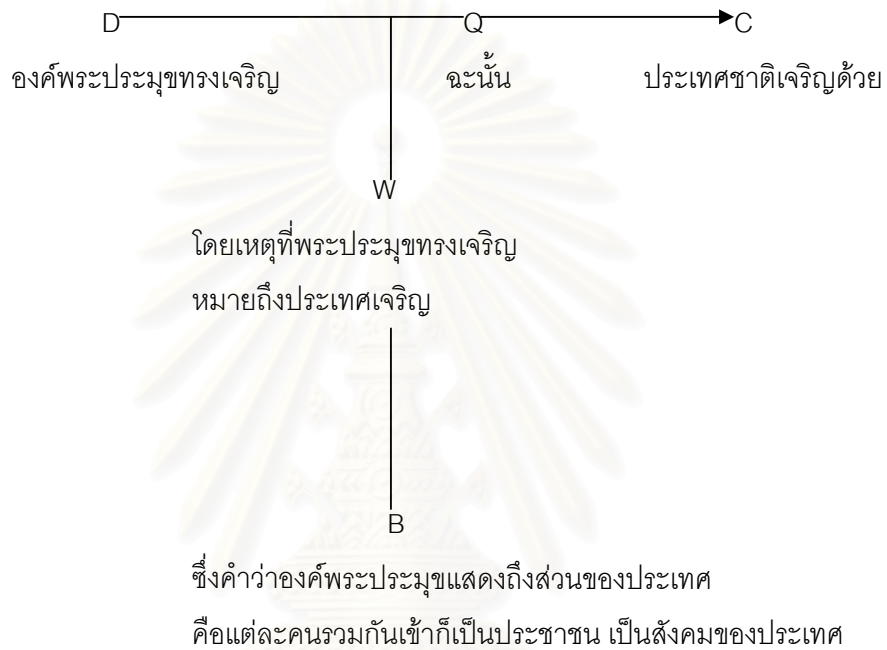 D Q C
องค์พระประมุขทรงเจริญ ฉะนั้น ประเทศชาติเจริญด้วย
W
โดยเหตุที่พระประมุขทรงเจริญ
หมายถึงประเทศเจริญ
B
ซึ่งคำว่าองค์พระประมุขแสดงถึงส่วนของประเทศ
คือแต่ละคนรวมกันเข้าก็เป็นประชาชน เป็นสังคมของประเทศ